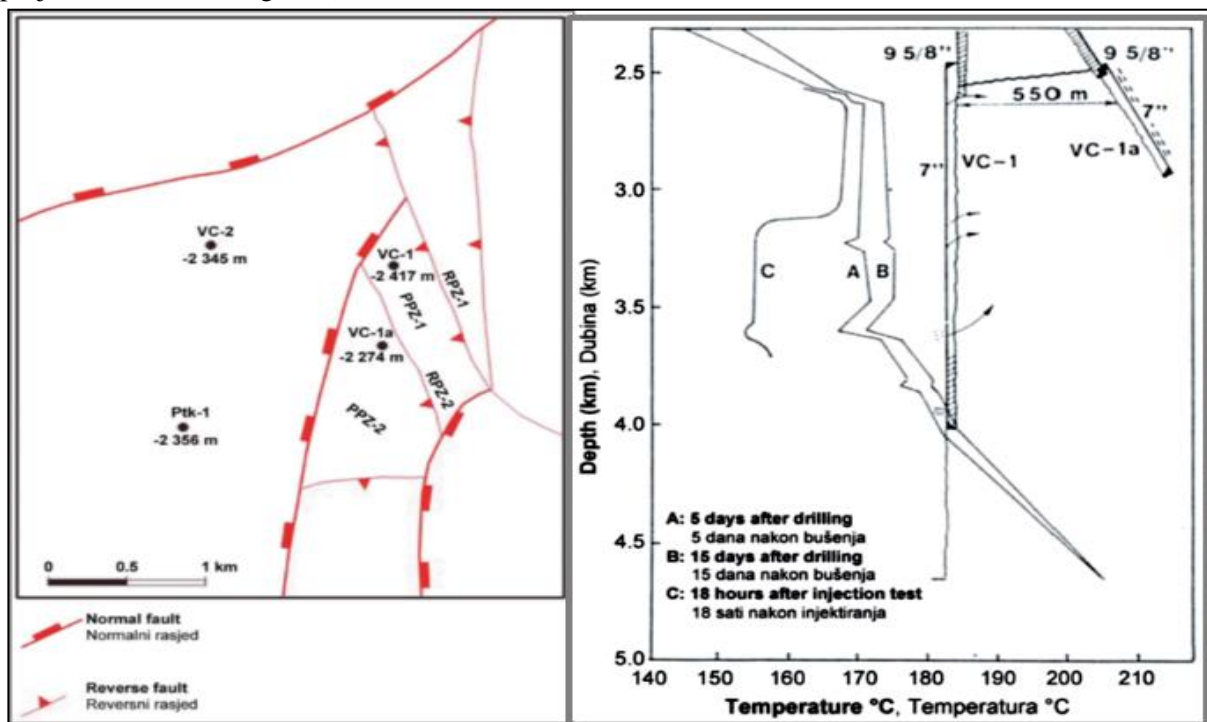 VC-2
-2 345 m
VC-1
-2 417 m
RPZ-1
PPZ-1
VC-1a
-2 274 m
RPZ-2
PPZ-2
Ptk-1
-2 356 m
0 0.5 1 km
Normal fault
Normalni rasjed
Reverse fault
Reversni rasjed
9 5/8"
9 5/8"
550 m
7"
7"
VC-1
VC-1a
C
A
B
Depth (km), Dubina (km)
2.5
3.0
3.5
4.0
4.5
5.0
A: 5 days after drilling
5 dana nakon bušenja
B: 15 days after drilling
15 dana nakon bušenja
C: 18 hours after injection test
18 sati nakon injektiranja
140 150 160 170 180 190 200 210
Temperature °C, Temperatura °C